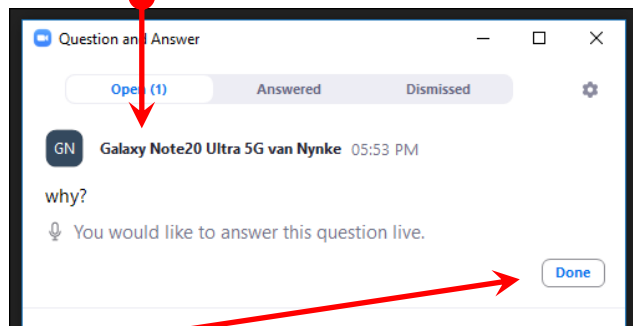 Question and Answer
Open (1) Answered Dismissed
GN Galaxy Note20 Ultra 5G van Nynke 05:53 PM
why?
You would like to answer this question live.
Done